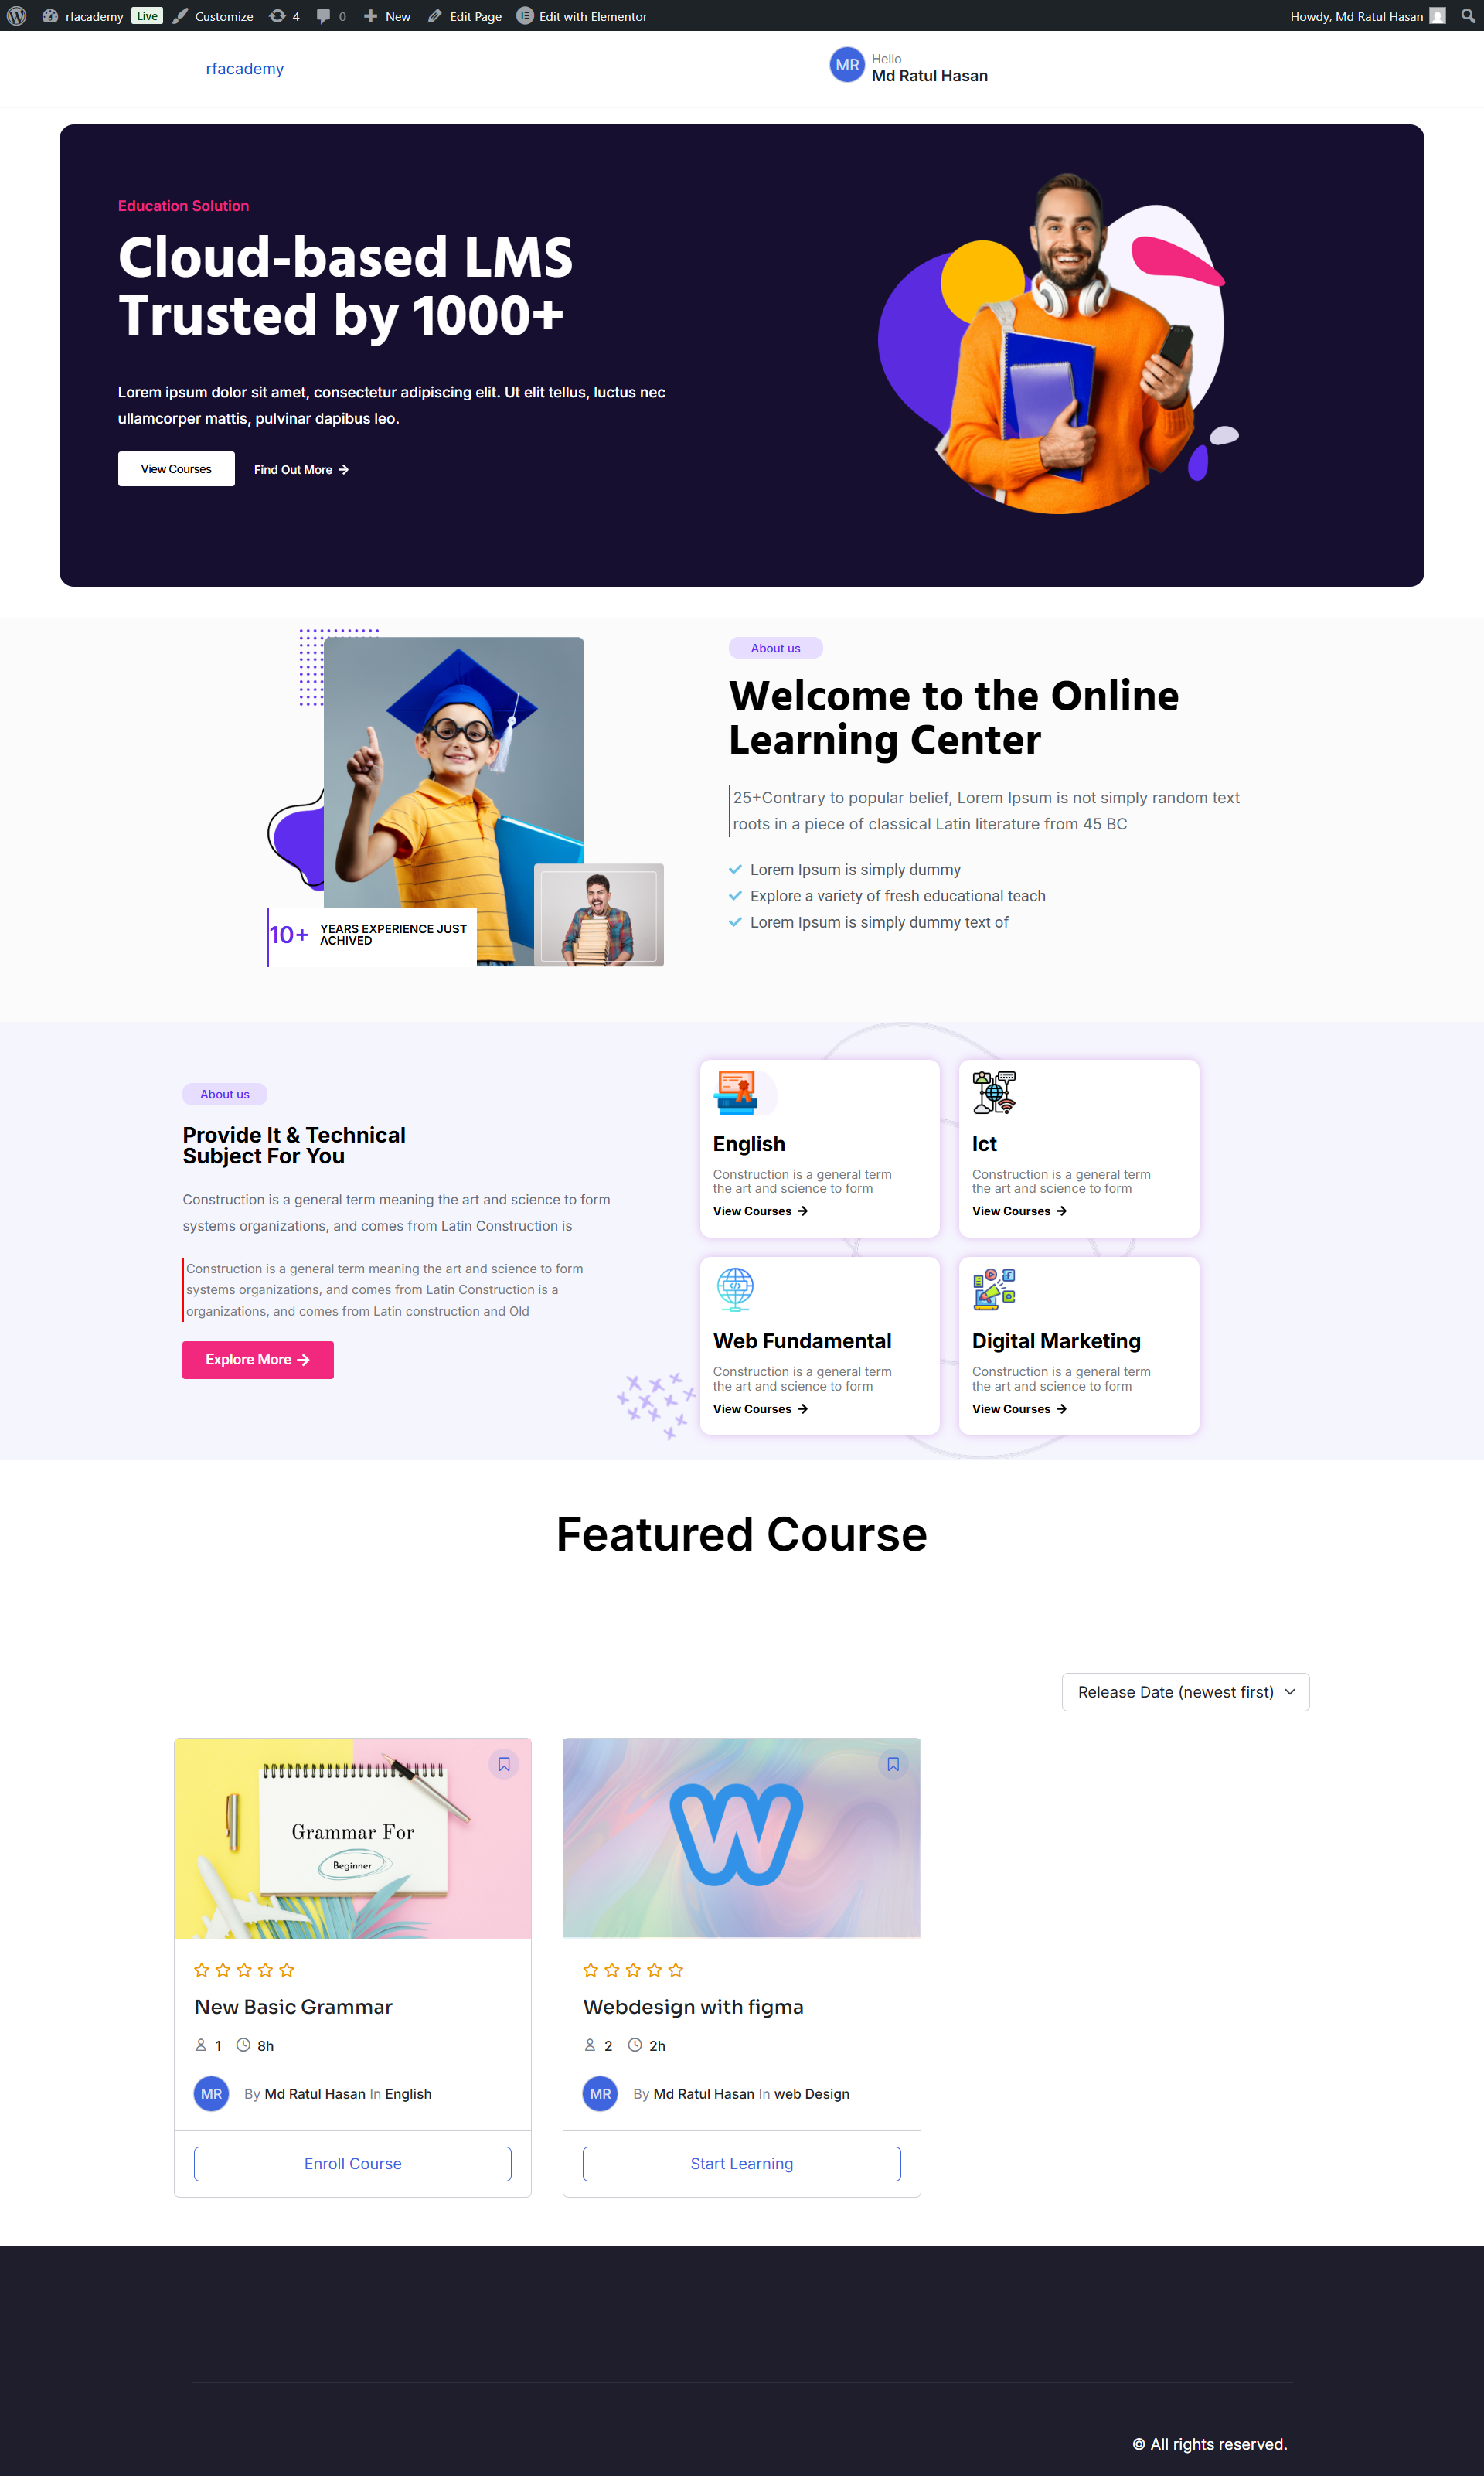 rfacademy Live Customize 4 0 New Edit Page Edit with Elementor Howdy, Md Ratul Hasan
rfacademy
MR
Hello
Md Ratul Hasan
Education Solution
Cloud-based LMS
Trusted by 1000+
Lorem ipsum dolor sit amet, consectetur adipiscing elit. Ut elit tellus, luctus nec
ullamcorper mattis, pulvinar dapibus leo.
View Courses
Find Out More
10+
YEARS EXPERIENCE JUST
ACHIVED
About us
Welcome to the Online
Learning Center
25+Contrary to popular belief, Lorem Ipsum is not simply random text
roots in a piece of classical Latin literature from 45 BC
Lorem Ipsum is simply dummy
Explore a variety of fresh educational teach
Lorem Ipsum is simply dummy text of
About us
Provide It & Technical
Subject For You
Construction is a general term meaning the art and science to form
systems organizations, and comes from Latin Construction is
Construction is a general term meaning the art and science to form
systems organizations, and comes from Latin Construction is a
organizations, and comes from Latin construction and Old
Explore More
English
Construction is a general term
the art and science to form
View Courses
Ict
Construction is a general term
the art and science to form
View Courses
Web Fundamental
Construction is a general term
the art and science to form
View Courses
Digital Marketing
Construction is a general term
the art and science to form
View Courses
Featured Course
Release Date (newest first)
Grammar For
Beginner
New Basic Grammar
1 8h
MR
By Md Ratul Hasan In English
Enroll Course
W
Webdesign with figma
2 2h
MR
By Md Ratul Hasan In web Design
Start Learning
© All rights reserved.